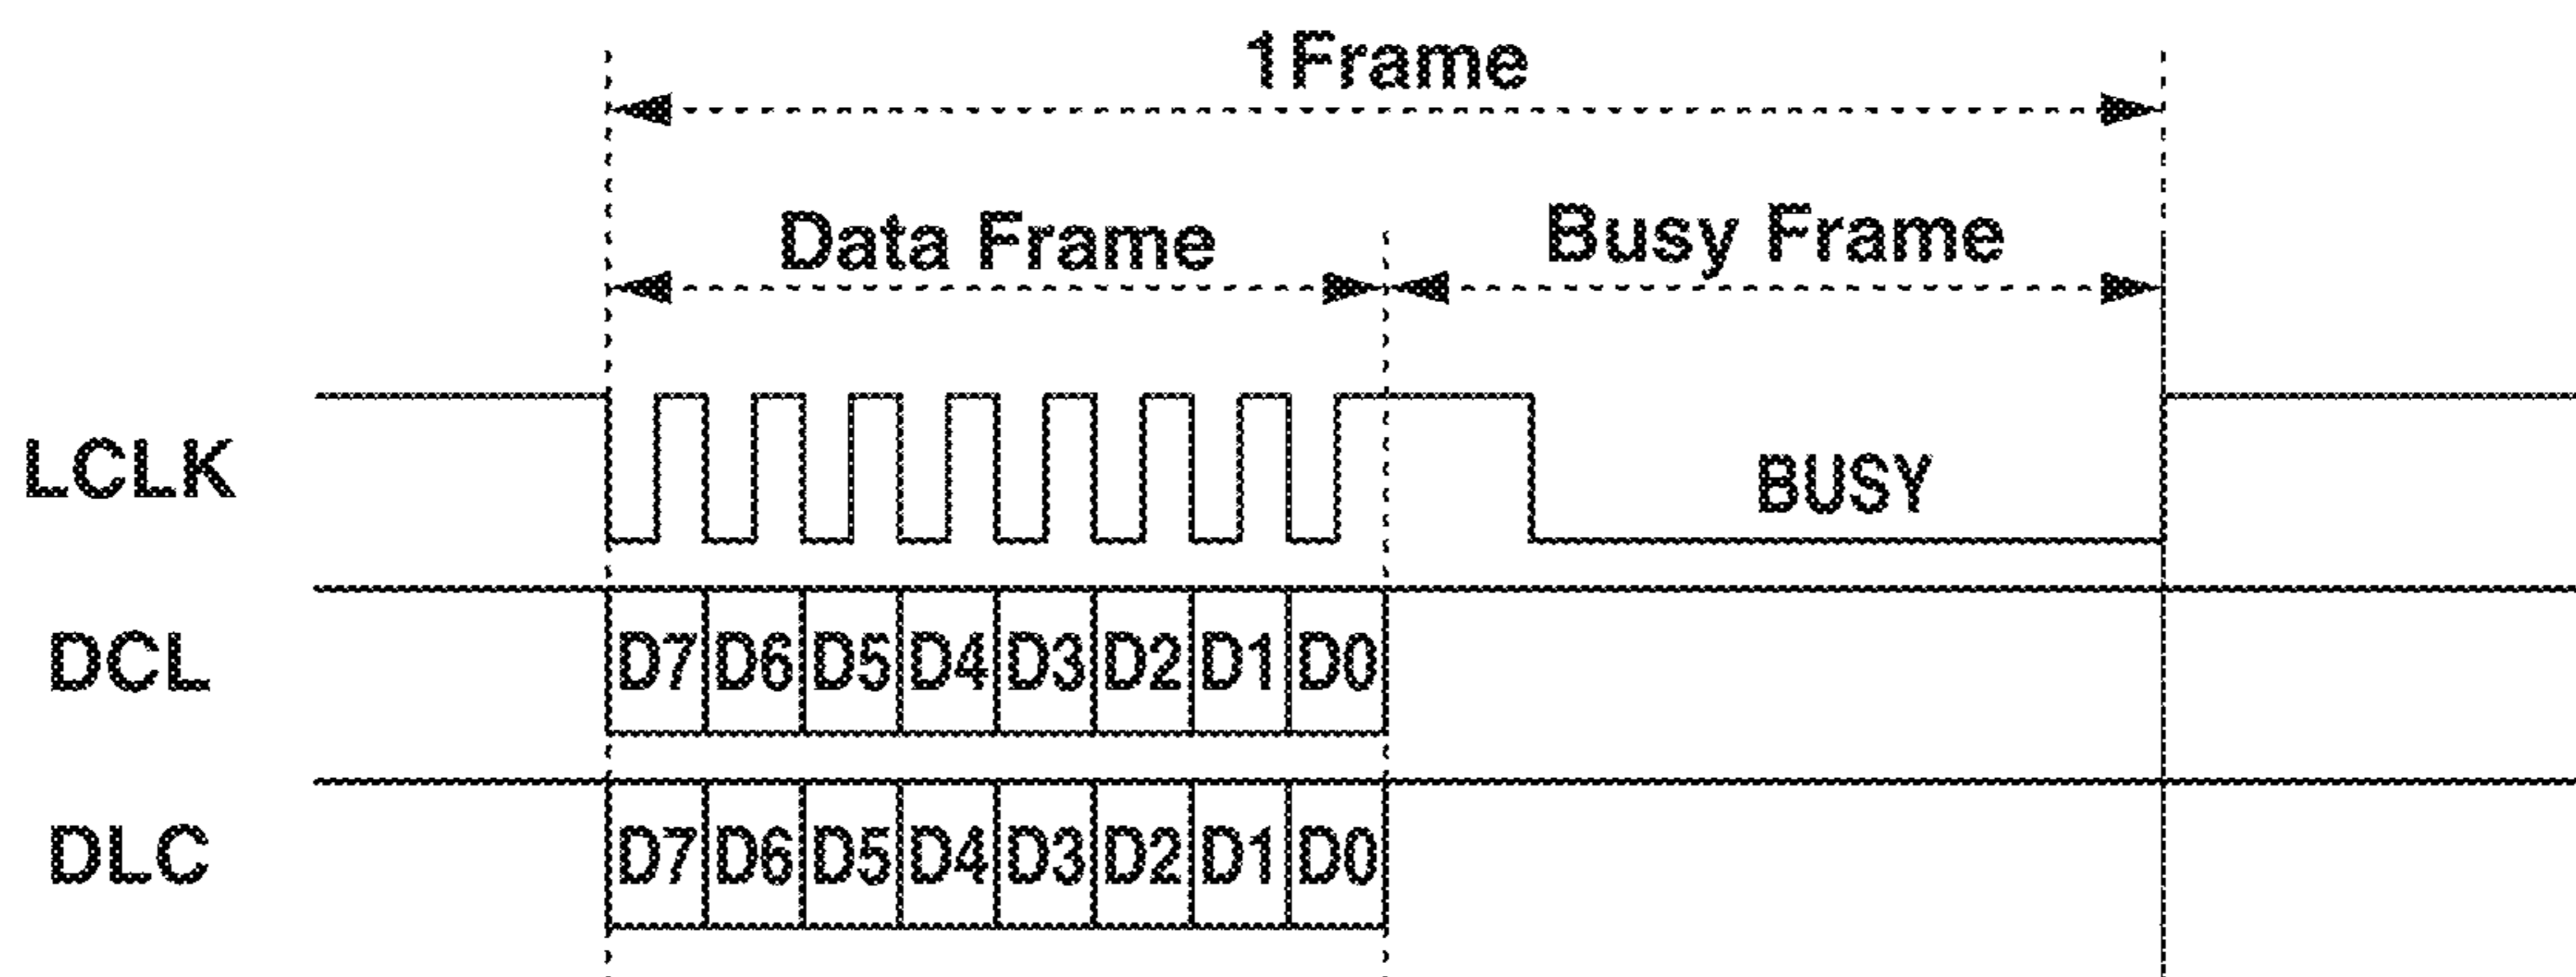 1Frame
Data Frame Busy Frame
LCLK BUSY
DCL D7 D6 D5 D4 D3 D2 D1 D0
DLC D7 D6 D5 D4 D3 D2 D1 D0